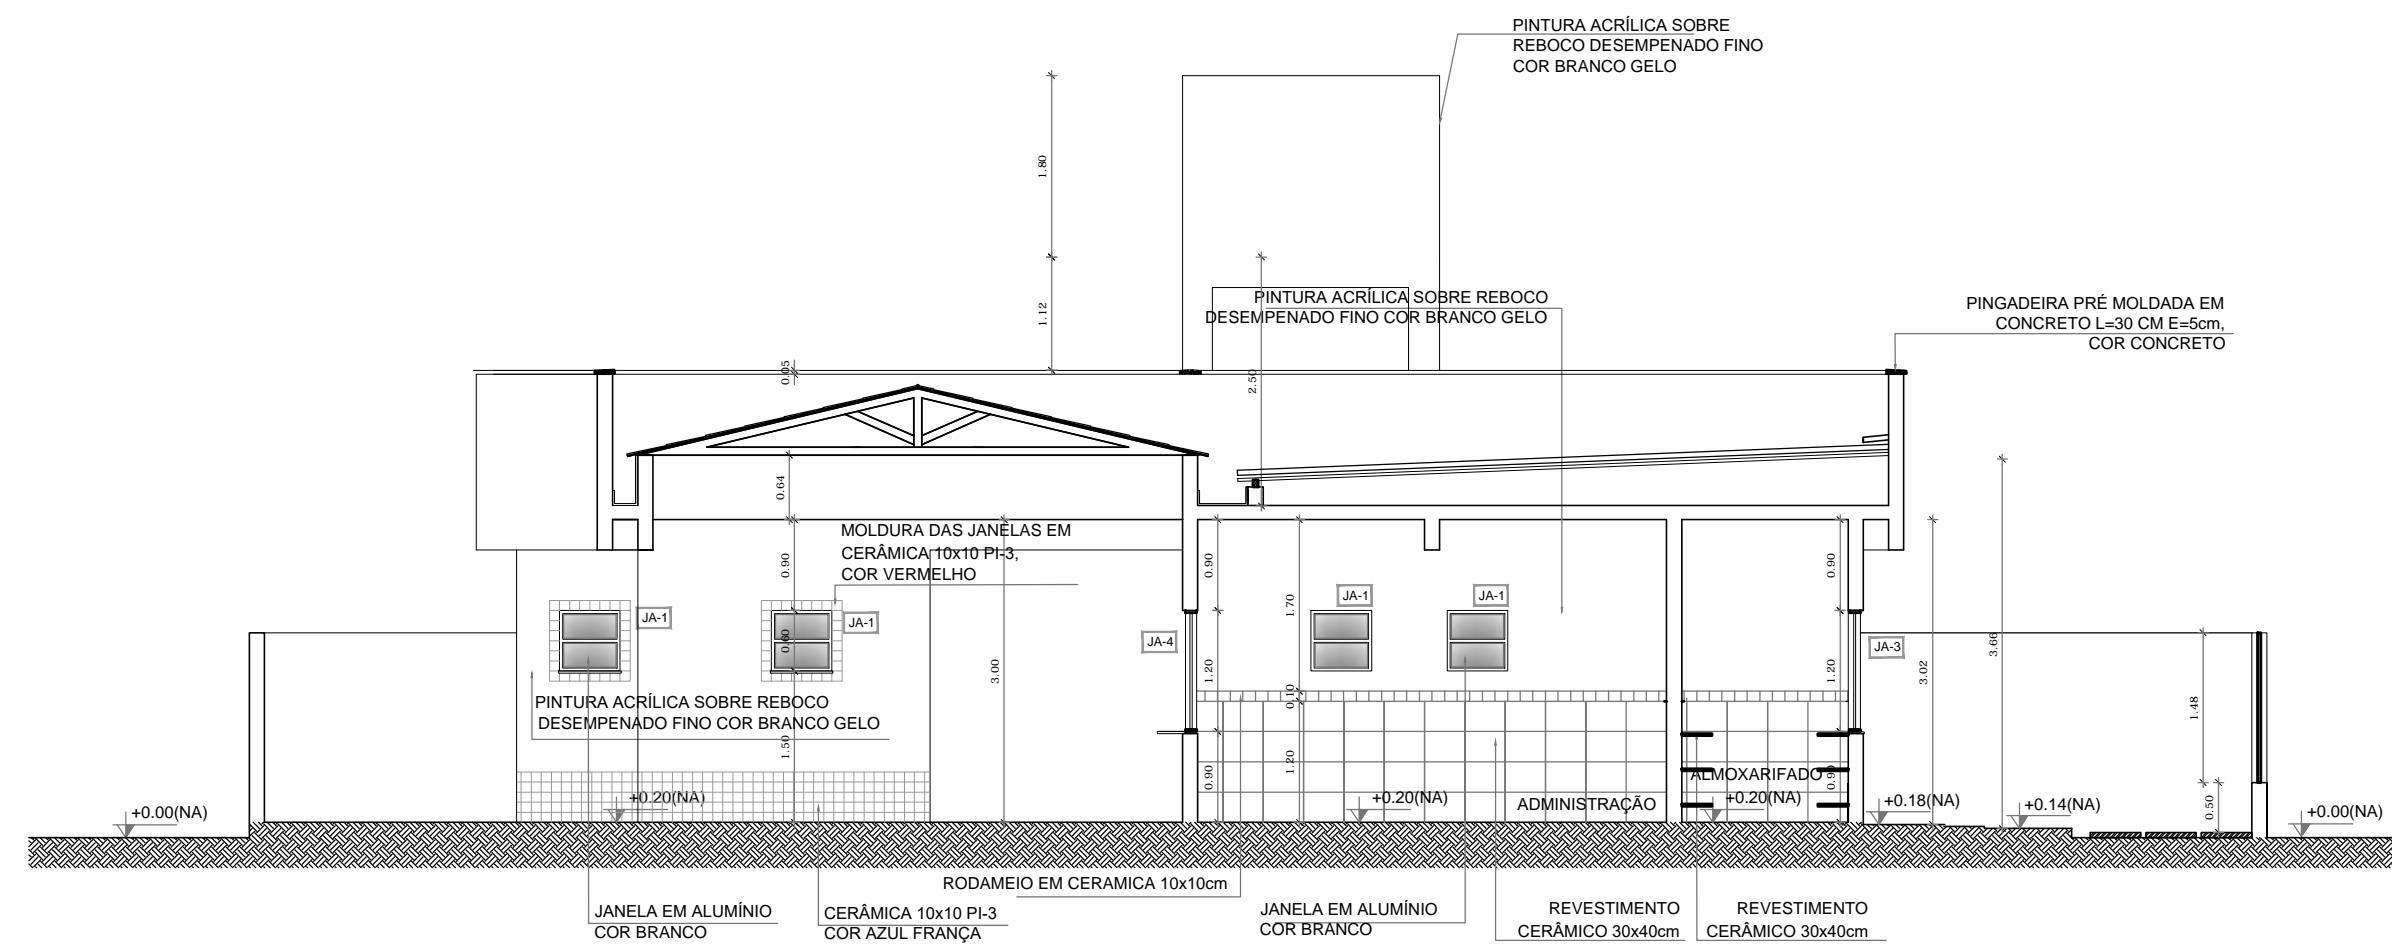 PINTURA ACRÍLICA SOBRE
REBOCO DESEMPENADO FINO
COR BRANCO GELO
1.80
1.12
2.50
PINTURA ACRÍLICA SOBRE REBOCO
DESEMPENADO FINO COR BRANCO GELO
PINGADEIRA PRÉ MOLDADA EM
CONCRETO L=30 CM E=5cm,
COR CONCRETO
0.05
0.64
MOLDURA DAS JANELAS EM
CERÂMICA 10x10 PI-3,
COR VERMELHO
0.90
0.60
1.50
3.00
JA-1
JA-1
JA-4
JA-1
JA-1
JA-3
0.90
1.20
0.90
1.70
0.10
1.20
0.90
1.20
0.90
3.02
3.66
1.48
0.50
PINTURA ACRÍLICA SOBRE REBOCO
DESEMPENADO FINO COR BRANCO GELO
+0.00(NA)
+0.20(NA)
+0.20(NA)
ADMINISTRAÇÃO
ALMOXARIFADO
+0.20(NA)
+0.18(NA)
+0.14(NA)
+0.00(NA)
RODAMEIO EM CERAMICA 10x10cm
JANELA EM ALUMÍNIO
COR BRANCO
CERÂMICA 10x10 PI-3
COR AZUL FRANÇA
JANELA EM ALUMÍNIO
COR BRANCO
REVESTIMENTO
CERÂMICO 30x40cm
REVESTIMENTO
CERÂMICO 30x40cm